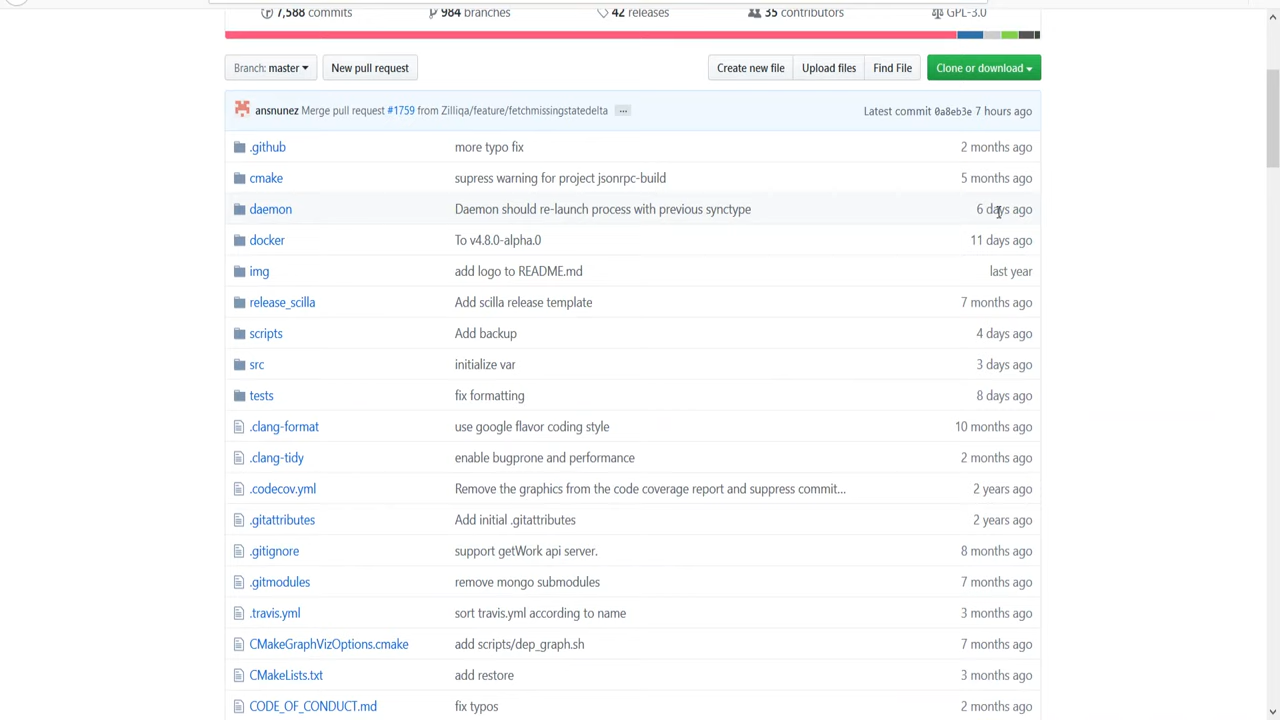 7,588 commits 984 branches 42 releases 35 contributors GPL-3.0
Branch: master New pull request Create new file Upload files Find File Clone or download
ansnunez Merge pull request #1759 from Zilliqa/feature/fetchmissingstatedelta ... Latest commit 0a8eb3e 7 hours ago
.github more typo fix 2 months ago
cmake supress warning for project jsonrpc-build 5 months ago
daemon Daemon should re-launch process with previous synctype 6 days ago
docker To v4.8.0-alpha.0 11 days ago
img add logo to README.md last year
release_scilla Add scilla release template 7 months ago
scripts Add backup 4 days ago
src initialize var 3 days ago
tests fix formatting 8 days ago
.clang-format use google flavor coding style 10 months ago
.clang-tidy enable bugprone and performance 2 months ago
.codecov.yml Remove the graphics from the code coverage report and suppress commit... 2 years ago
.gitattributes Add initial .gitattributes 2 years ago
.gitignore support getWork api server. 8 months ago
.gitmodules remove mongo submodules 7 months ago
.travis.yml sort travis.yml according to name 3 months ago
CMakeGraphVizOptions.cmake add scripts/dep_graph.sh 7 months ago
CMakeLists.txt add restore 3 months ago
CODE_OF_CONDUCT.md fix typos 2 months ago